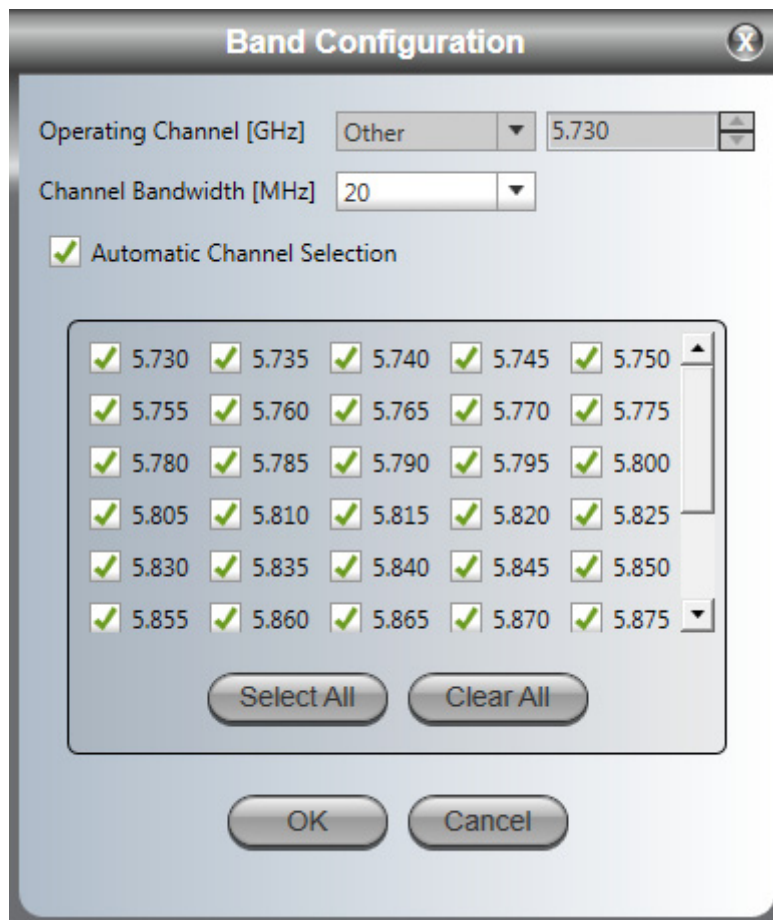 Band Configuration
X
Operating Channel [GHz] Other 5.730
Channel Bandwidth [MHz] 20
Automatic Channel Selection
5.730 5.735 5.740 5.745 5.750
5.755 5.760 5.765 5.770 5.775
5.780 5.785 5.790 5.795 5.800
5.805 5.810 5.815 5.820 5.825
5.830 5.835 5.840 5.845 5.850
5.855 5.860 5.865 5.870 5.875
Select All Clear All
OK Cancel